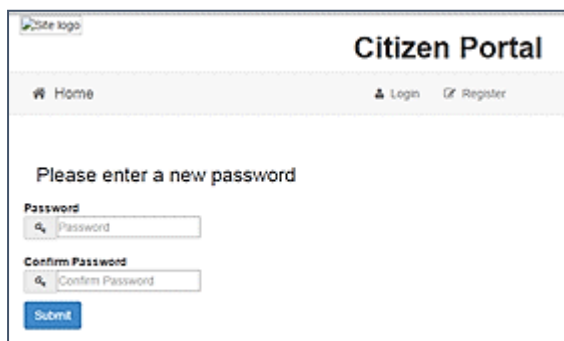 Site logo
Citizen Portal
Home
Login Register
Please enter a new password
Password
Password
Confirm Password
Confirm Password
Submit